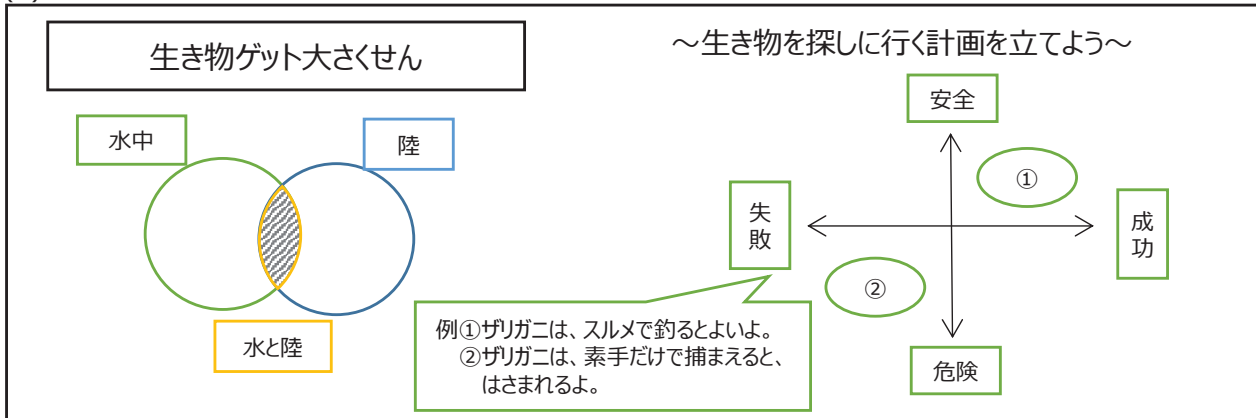 生き物ゲット大さくせん
～生き物を探しに行く計画を立てよう～
水中
陸
水と陸
安全
失敗
成功
危険
①
②
例①ザリガニは、スルメで釣るとよいよ。
②ザリガニは、素手だけで捕まえると、
はさまれるよ。